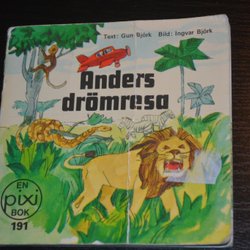 Text: Gun Björk Bild: Ingvar Björk
Anders
drömresa
EN
pixi
BOK
191